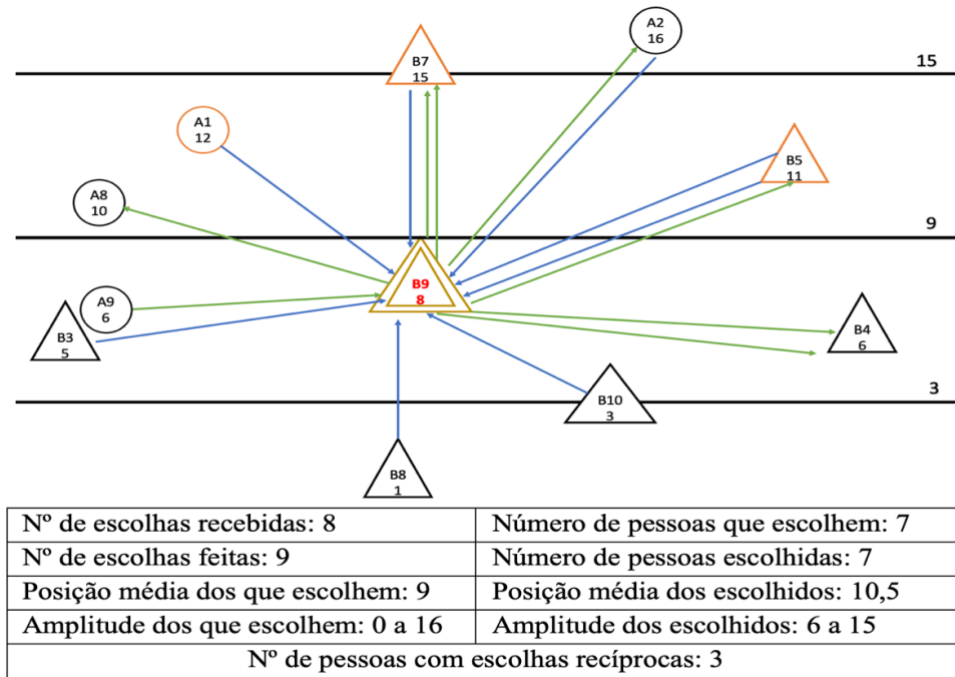 A2
16
B7
15
15
A1
12
B5
11
A8
10
9
B9
8
A9
6
B3
5
B4
6
3
B10
3
B8
1
Nº de escolhas recebidas: 8
Número de pessoas que escolhem: 7
Nº de escolhas feitas: 9
Número de pessoas escolhidas: 7
Posição média dos que escolhem: 9
Posição média dos escolhidos: 10,5
Amplitude dos que escolhem: 0 a 16
Amplitude dos escolhidos: 6 a 15
Nº de pessoas com escolhas recíprocas: 3